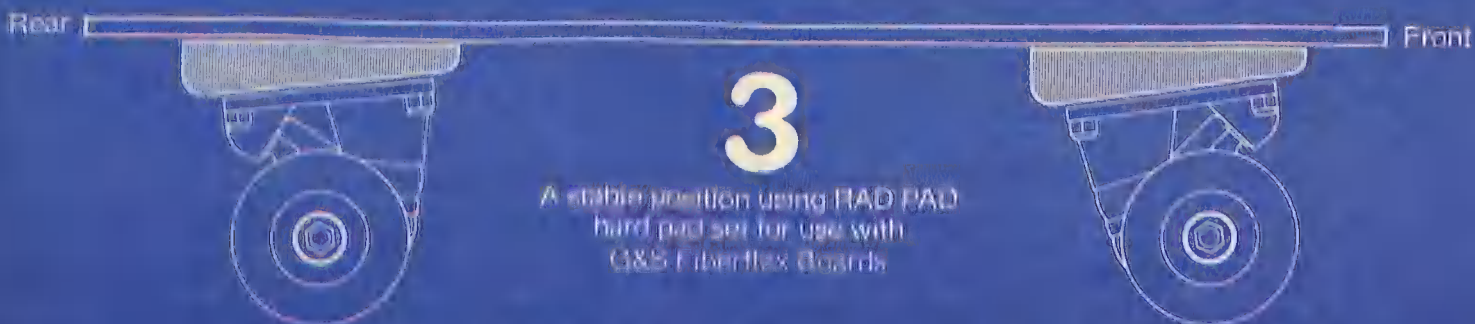 Rear
Front
3
A stable position using RAD PAD
hard pad set for use with
G&S Fiberflex Boards